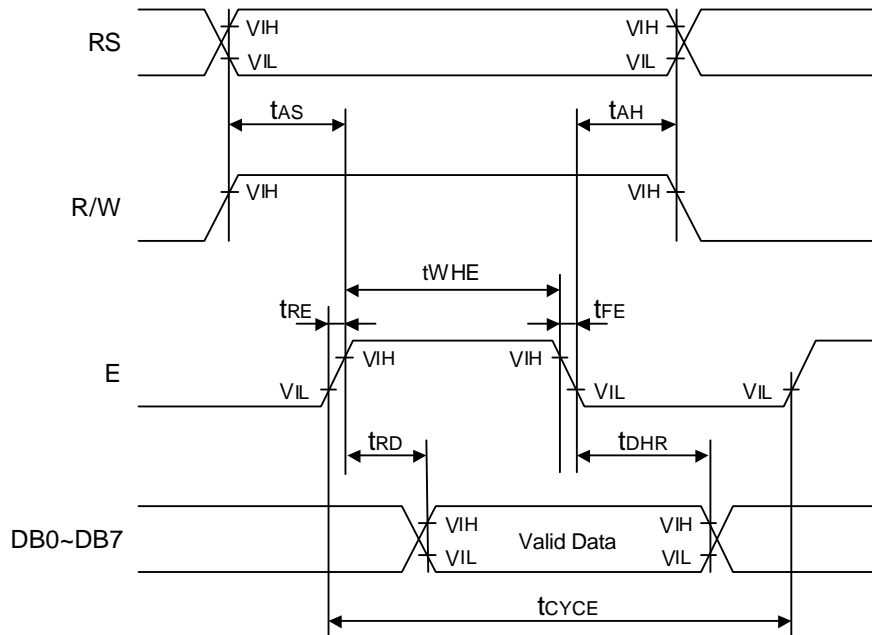 RS
VIH
VIH
VIL
VIL
tAS
tAH
R/W
VIH
VIH
tWHE
tRE
tFE
E
VIH
VIH
VIL
VIL
VIL
tRD
tDHR
DB0~DB7
VIH
VIH
Valid Data
VIL
VIL
tCYCE